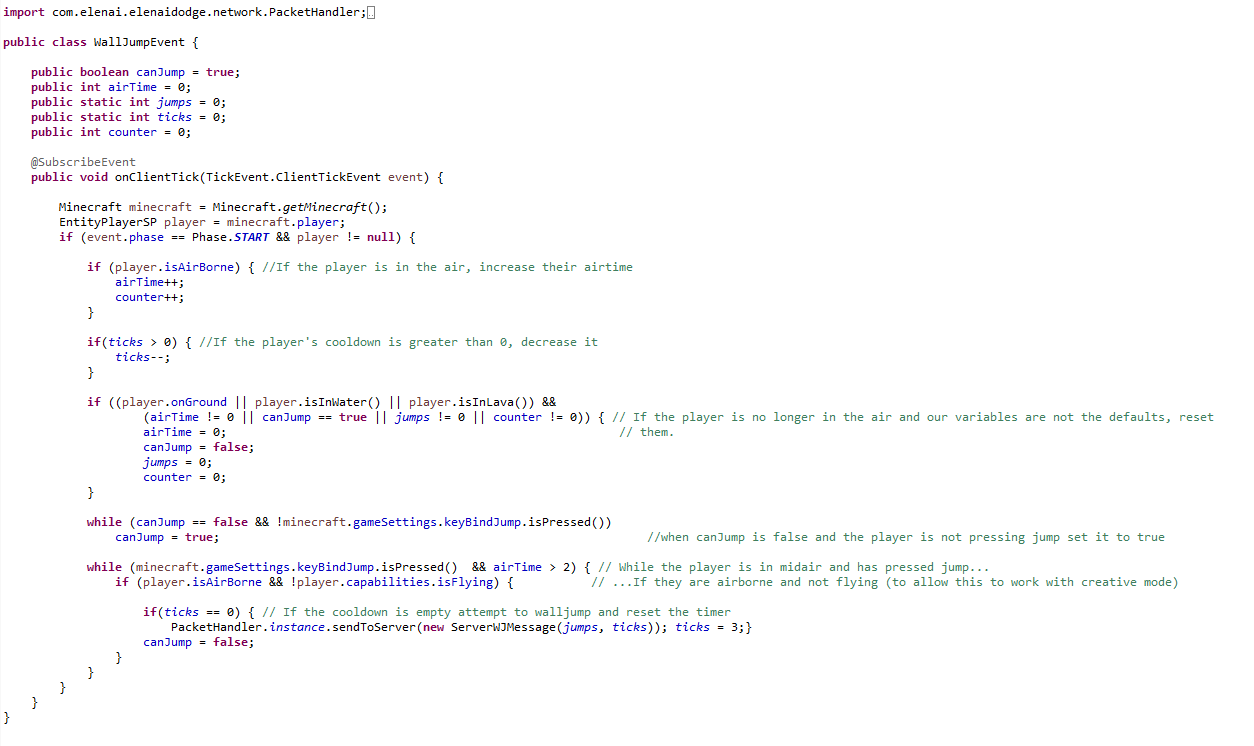 import com.elenai.elenaidodge.network.PacketHandler;
public class WallJumpEvent {
public boolean canJump = true;
public int airTime = 0;
public static int jumps = 0;
public static int ticks = 0;
public int counter = 0;
@SubscribeEvent
public void onClientTick(TickEvent.ClientTickEvent event) {
Minecraft minecraft = Minecraft.getMinecraft();
EntityPlayerSP player = minecraft.player;
if (event.phase == Phase.START && player != null) {
if (player.isAirBorne) { //If the player is in the air, increase their airtime
airTime++;
counter++;
}
if(ticks > 0) { //If the player's cooldown is greater than 0, decrease it
ticks--;
}
if ((player.onGround || player.isInWater() || player.isInLava()) &&
(airTime != 0 || canJump == true || jumps != 0 || counter != 0)) { // If the player is no longer in the air and our variables are not the defaults, reset
airTime = 0; // them.
canJump = false;
jumps = 0;
counter = 0;
}
while (canJump == false && !minecraft.gameSettings.keyBindJump.isPressed())
canJump = true; //when canJump is false and the player is not pressing jump set it to true
while (minecraft.gameSettings.keyBindJump.isPressed()  && airTime > 2) { // While the player is in midair and has pressed jump...
if (player.isAirBorne && !player.capabilities.isFlying) { // ...If they are airborne and not flying (to allow this to work with creative mode)
if(ticks == 0) { // If the cooldown is empty attempt to walljump and reset the timer
PacketHandler.instance.sendToServer(new ServerWJMessage(jumps, ticks)); ticks = 3;}
canJump = false;
}
}
}
}
}